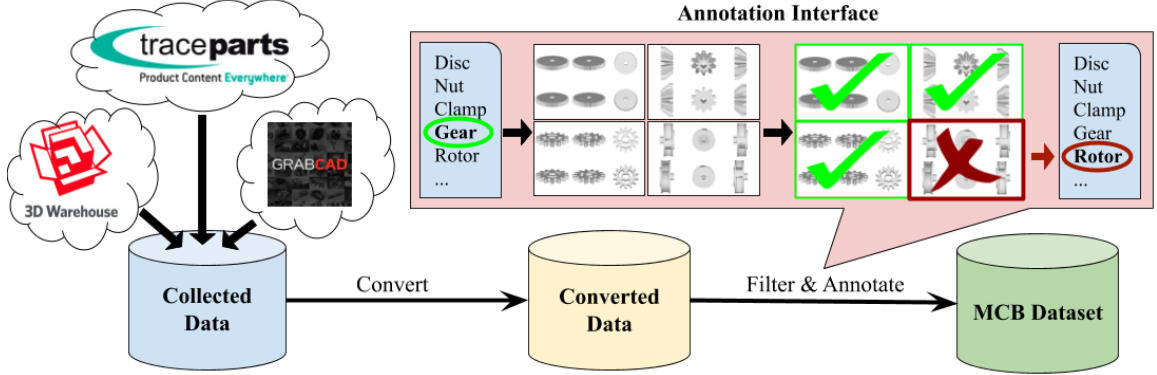 Annotation Interface
traceparts
Product Content Everywhere
3D Warehouse
GRABCAD
Disc
Nut
Clamp
Gear
Rotor
...
Disc
Nut
Clamp
Gear
Rotor
...
Collected
Data
Convert
Converted
Data
Filter & Annotate
MCB Dataset